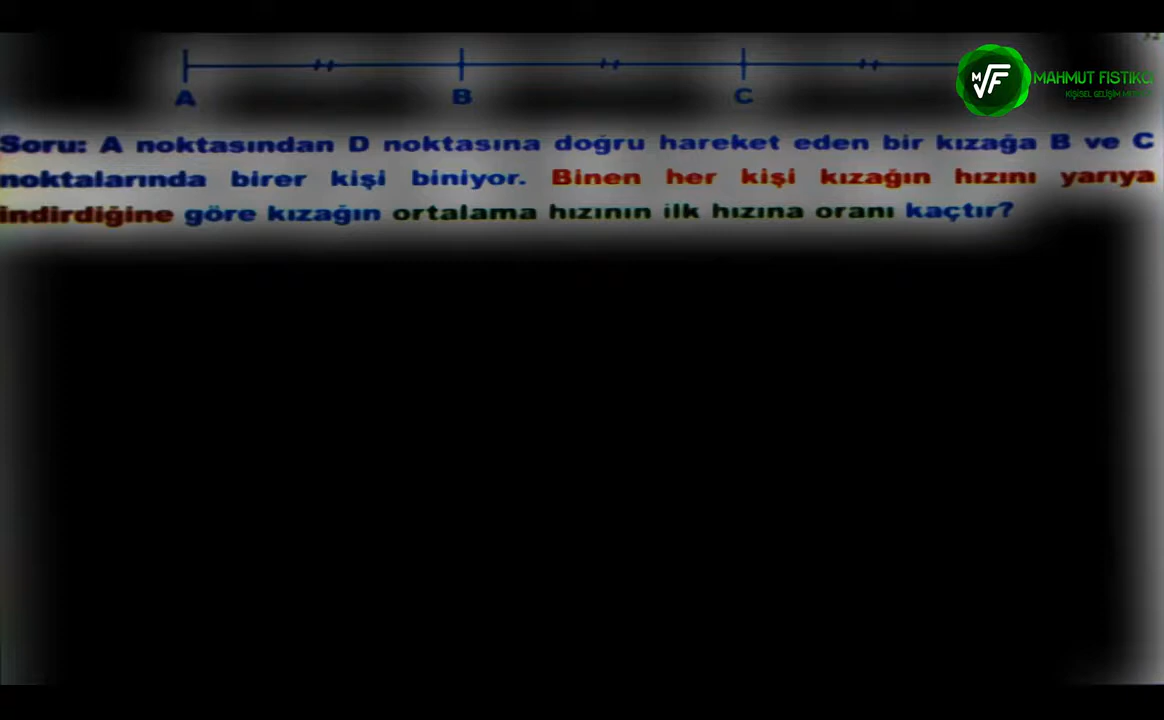 A B C
MAHMUT FISTIKCI
Soru: A noktasından D noktasına doğru hareket eden bir kızağa B ve C
noktalarında birer kişi biniyor. Binen her kişi kızağın hızını yarıya
indirdiğine göre kızağın ortalama hızının ilk hızına oranı kaçtır?